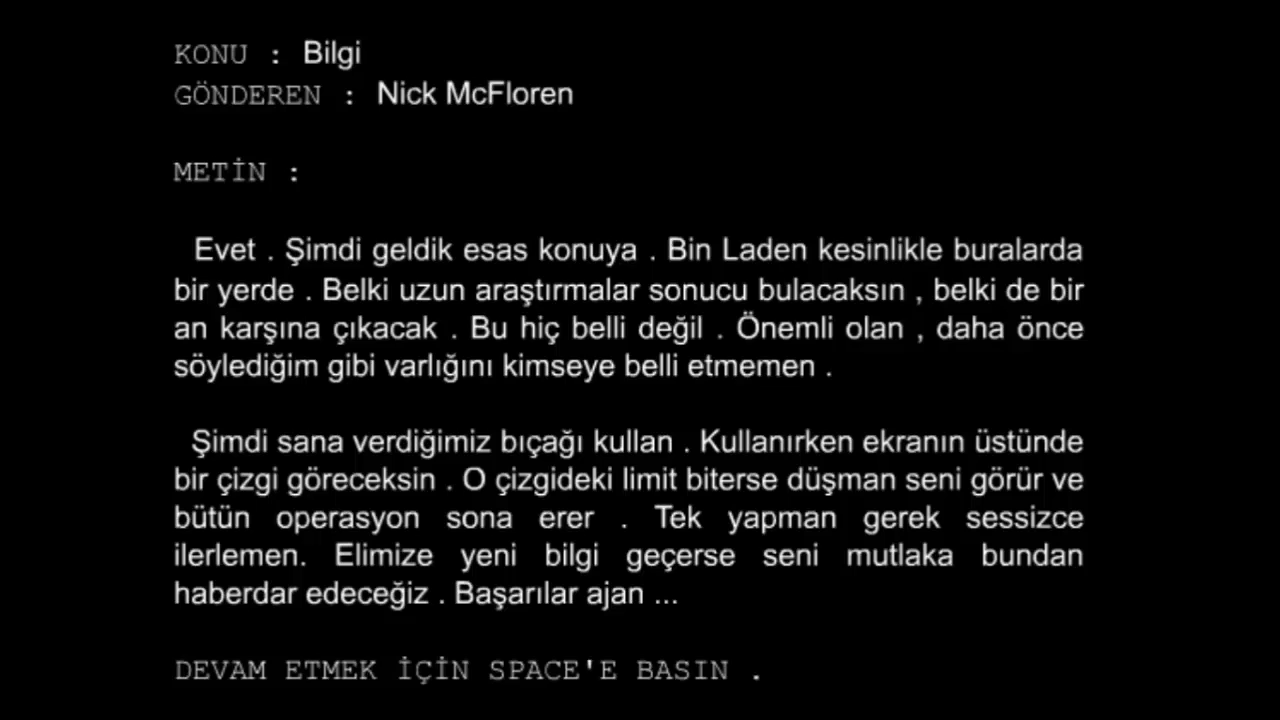 KONU : Bilgi
GÖNDEREN : Nick McFloren
METİN :
Evet . Şimdi geldik esas konuya . Bin Laden kesinlikle buralarda
bir yerde . Belki uzun araştırmalar sonucu bulacaksın , belki de bir
an karşına çıkacak . Bu hiç belli değil . Önemli olan , daha önce
söylediğim gibi varlığını kimseye belli etmemen .
Şimdi sana verdiğimiz bıçağı kullan . Kullanırken ekranın üstünde
bir çizgi göreceksin . O çizgideki limit biterse düşman seni görür ve
bütün operasyon sona erer . Tek yapman gerek sessizce
ilerlemen. Elimize yeni bilgi geçerse seni mutlaka bundan
haberdar edeceğiz . Başarılar ajan ...
DEVAM ETMEK İÇİN SPACE'E BASIN .